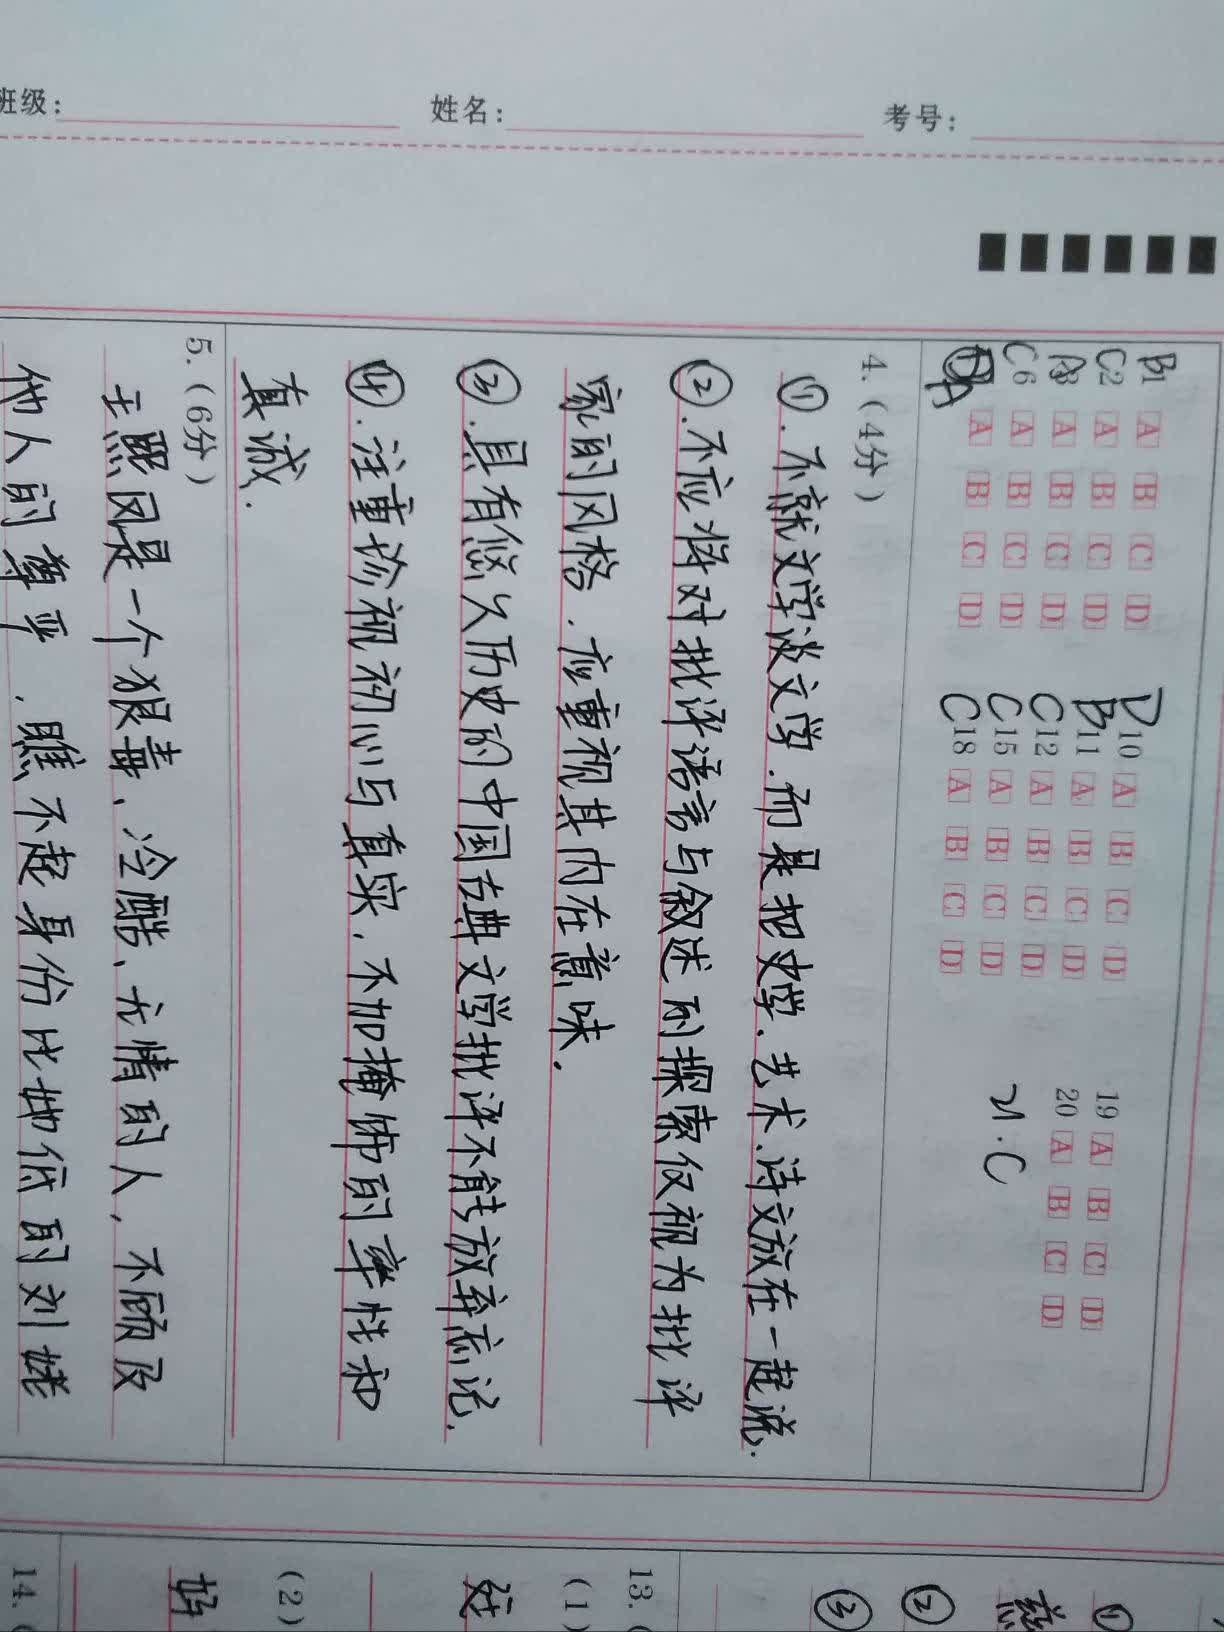 班级：
姓名：
考号：
B1 A B C D
C2 A B C D
A3 A B C D
C6 A B C D
A B C D
D10 A B C D
B11 A B C D
C12 A B C D
C15 A B C D
C18 A B C D
19 A B C D
20 A B C D
21.C
4.（4分）
①.不就文学谈文学.而是把史学、艺术.诗文放在一起说.
②.不应将对批评语言与叙述的探索仅视为批评
家的风格.应重视其内在意味.
③.具有悠久历史的中国古典文学批评不能放弃忘记.
④.注重珍视初心与真实.不加掩饰的率性和
真诚.
5.（6分）
王熙凤是一个狠毒、冷酷、无情的人，不顾及
他人的尊严.瞧不起身份比她低的刘姥
①
慈
②
③
13.（
（1）
（2）
14.（